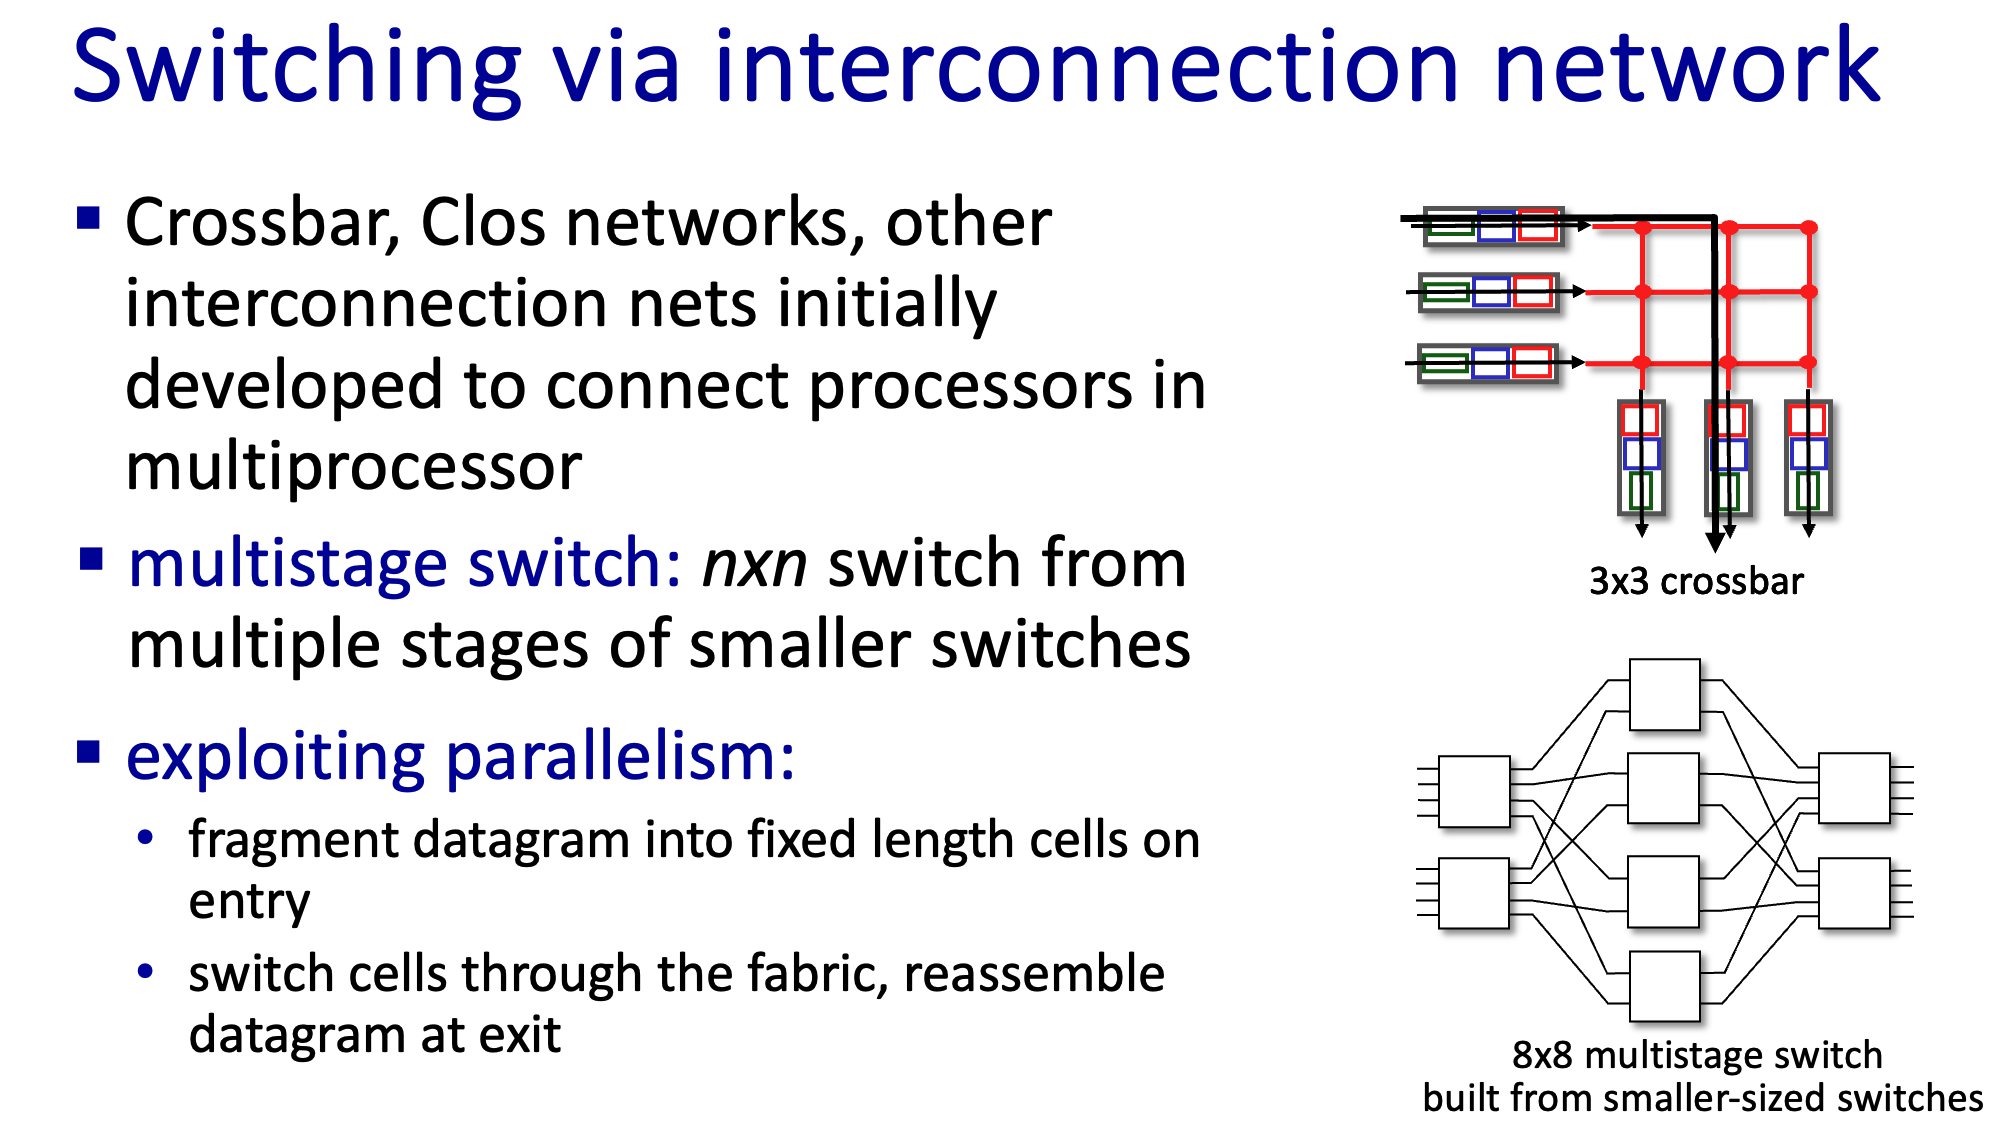 Switching via interconnection network
▪ Crossbar, Clos networks, other
interconnection nets initially
developed to connect processors in
multiprocessor
▪ multistage switch: nxn switch from
multiple stages of smaller switches
▪ exploiting parallelism:
• fragment datagram into fixed length cells on
entry
• switch cells through the fabric, reassemble
datagram at exit
3x3 crossbar
8x8 multistage switch
built from smaller-sized switches